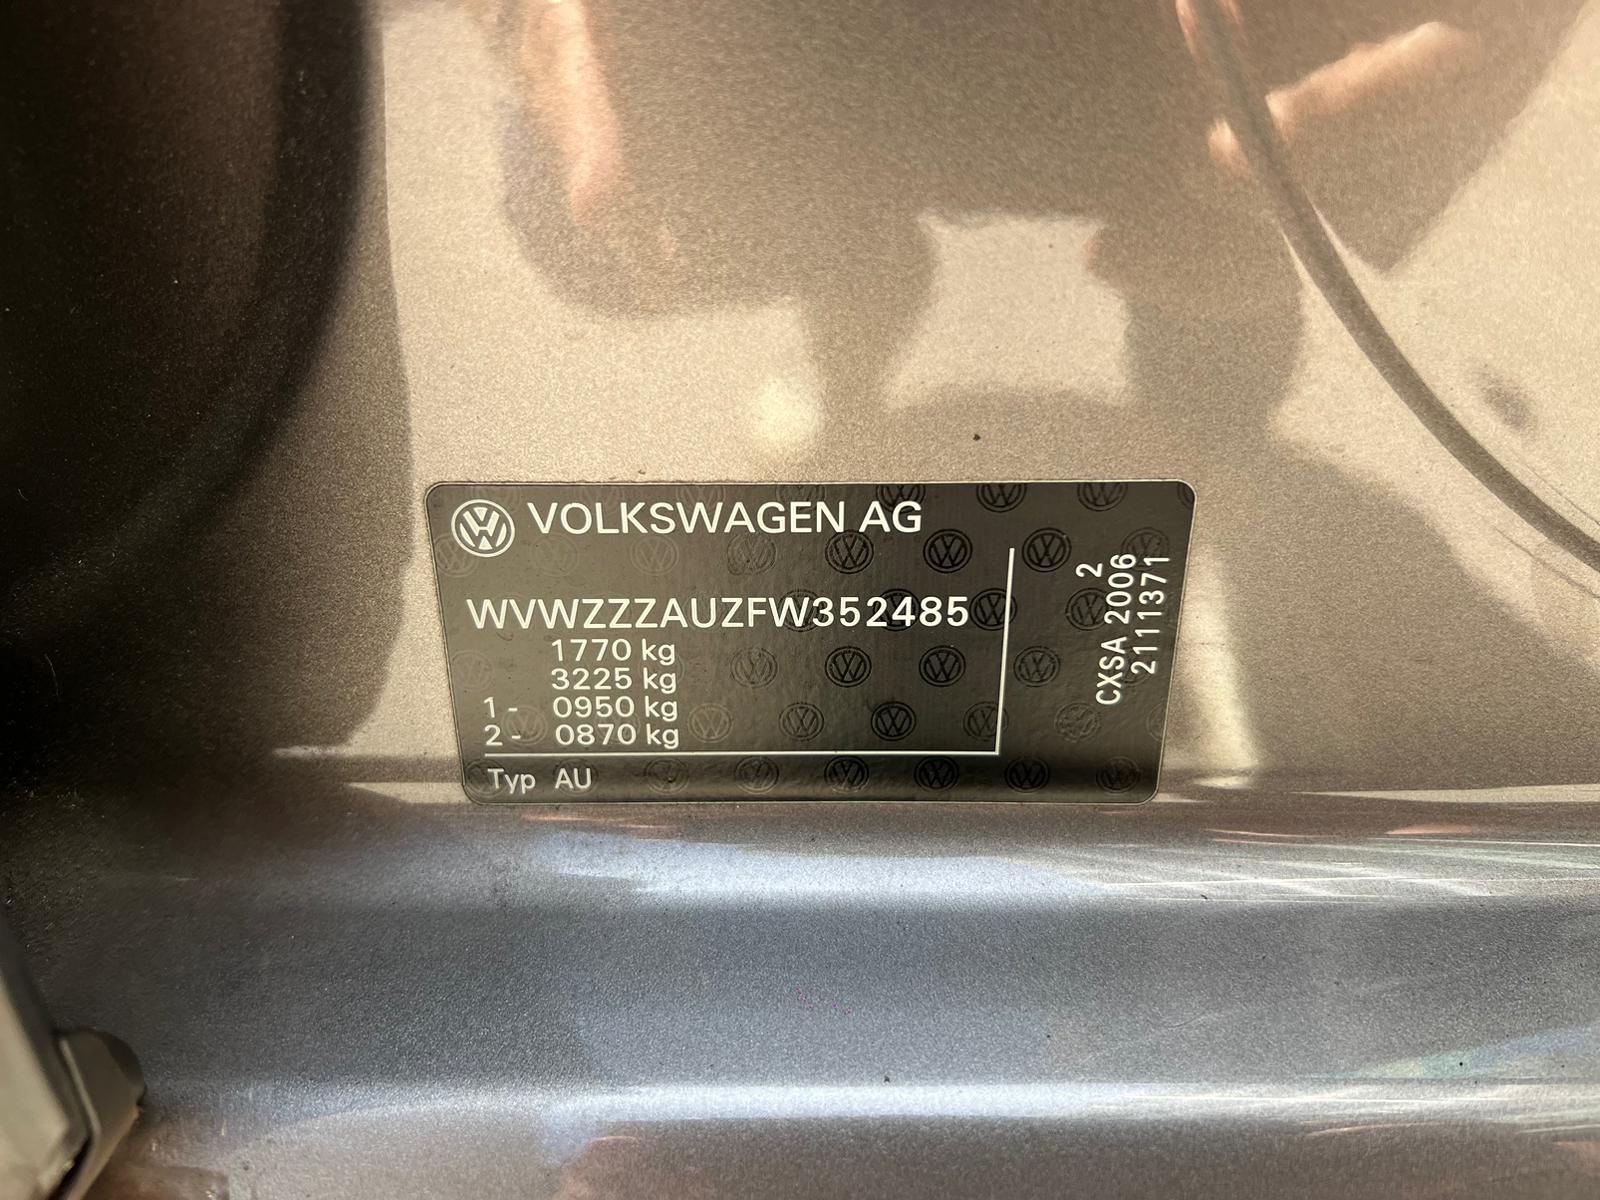 VOLKSWAGEN AG
WVWZZZAUZFW352485
1770 kg
3225 kg
1 - 0950 kg
2 - 0870 kg
Typ AU
2
CXSA 2006
2111371